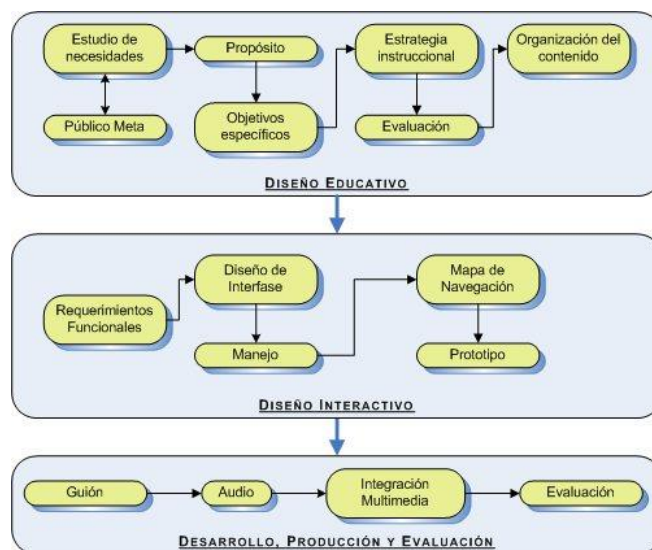 Estudio de
necesidades
Propósito
Estrategia
instruccional
Organización del
contenido
Público Meta
Objetivos
específicos
Evaluación
DISEÑO EDUCATIVO
Requerimientos
Funcionales
Diseño de
Interfase
Mapa de
Navegación
Manejo
Prototipo
DISEÑO INTERACTIVO
Guión
Audio
Integración
Multimedia
Evaluación
DESARROLLO, PRODUCCIÓN Y EVALUACIÓN